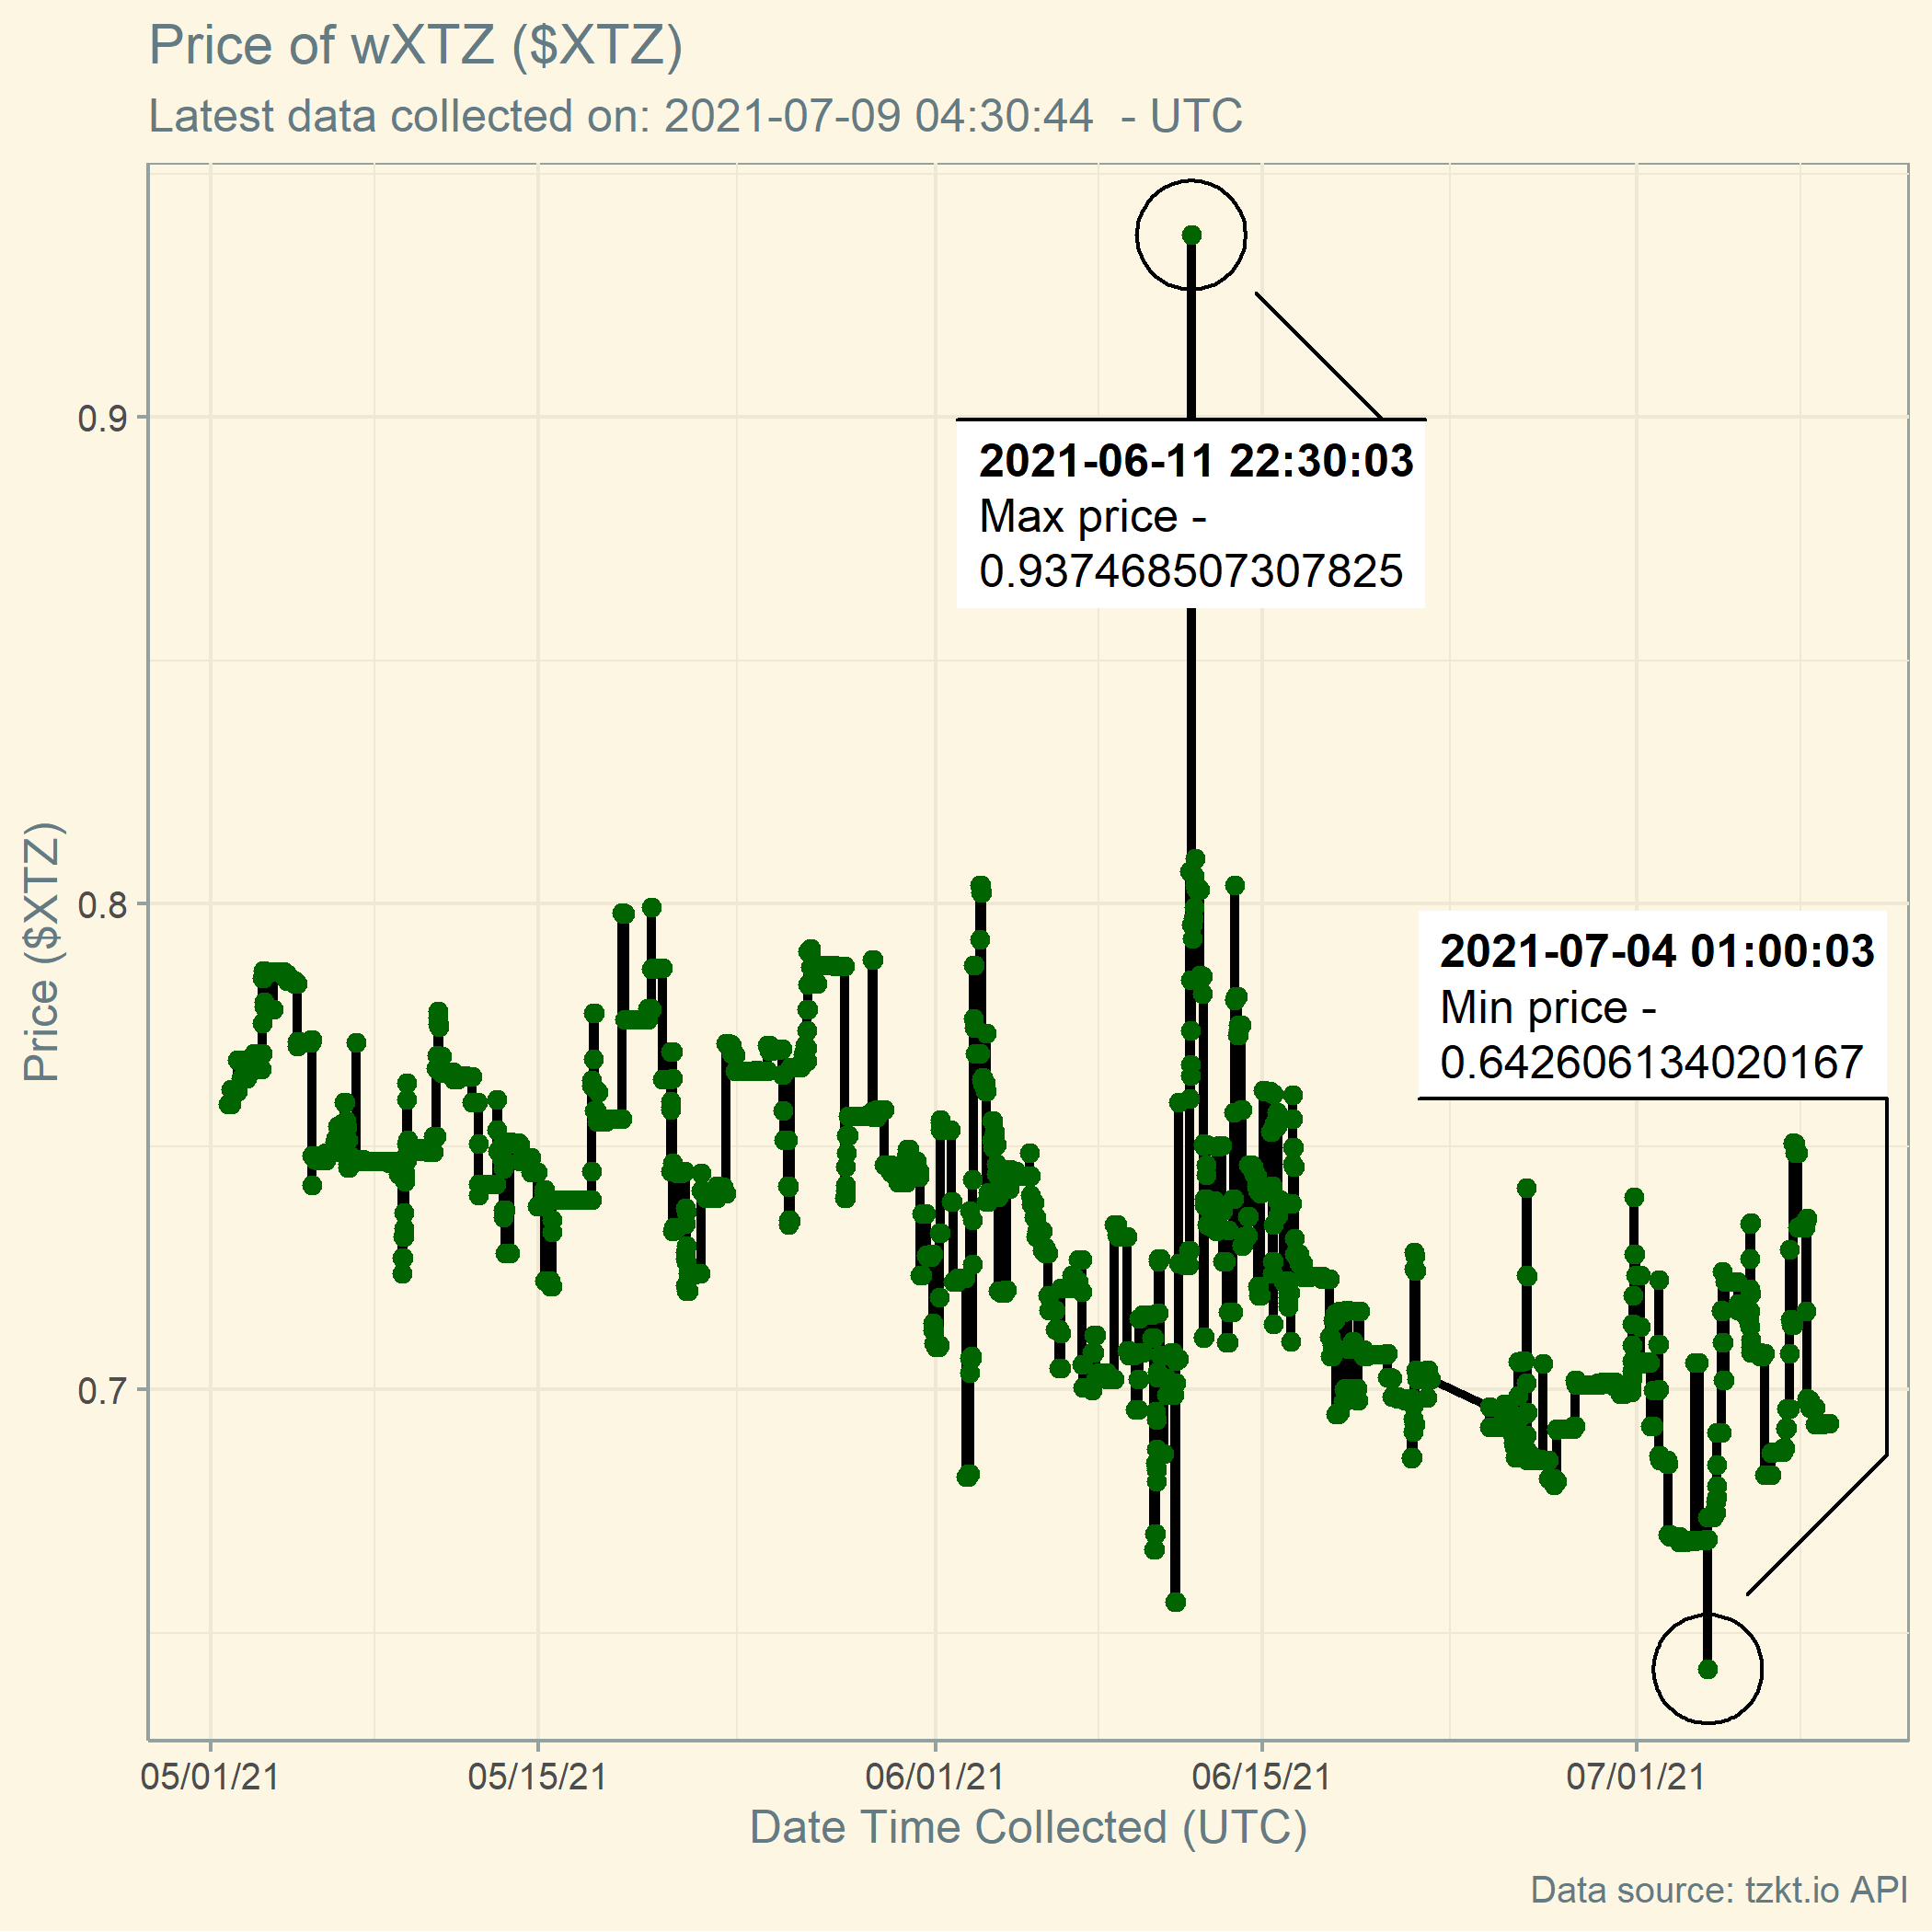 Price of wXTZ ($XTZ)
Latest data collected on: 2021-07-09 04:30:44  - UTC
Price ($XTZ)
0.9
0.8
0.7
2021-06-11 22:30:03
Max price -
0.937468507307825
2021-07-04 01:00:03
Min price -
0.642606134020167
05/01/21
05/15/21
06/01/21
06/15/21
07/01/21
Date Time Collected (UTC)
Data source: tzkt.io API